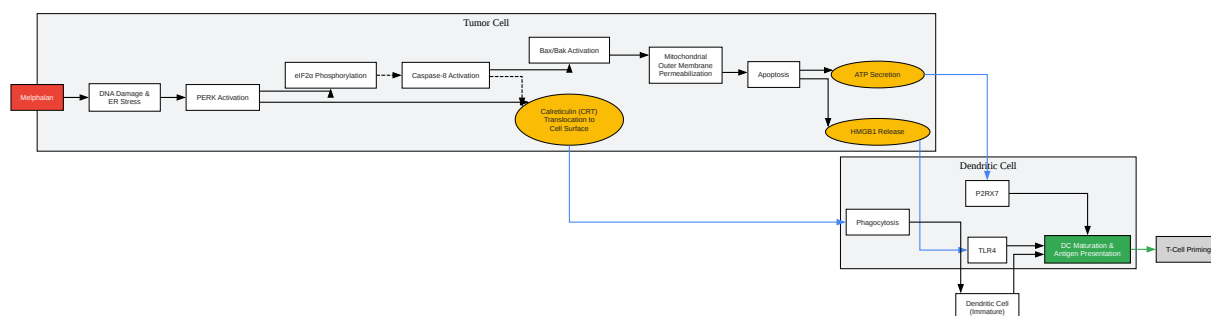 Tumor Cell
Melphalan
DNA Damage &
ER Stress
PERK Activation
eIF2α Phosphorylation
Caspase-8 Activation
Bax/Bak Activation
Mitochondrial
Outer Membrane
Permeabilization
Apoptosis
ATP Secretion
Calreticulin (CRT)
Translocation to
Cell Surface
HMGB1 Release
Dendritic Cell
P2RX7
Phagocytosis
TLR4
DC Maturation &
Antigen Presentation
T-Cell Priming
Dendritic Cell
(Immature)